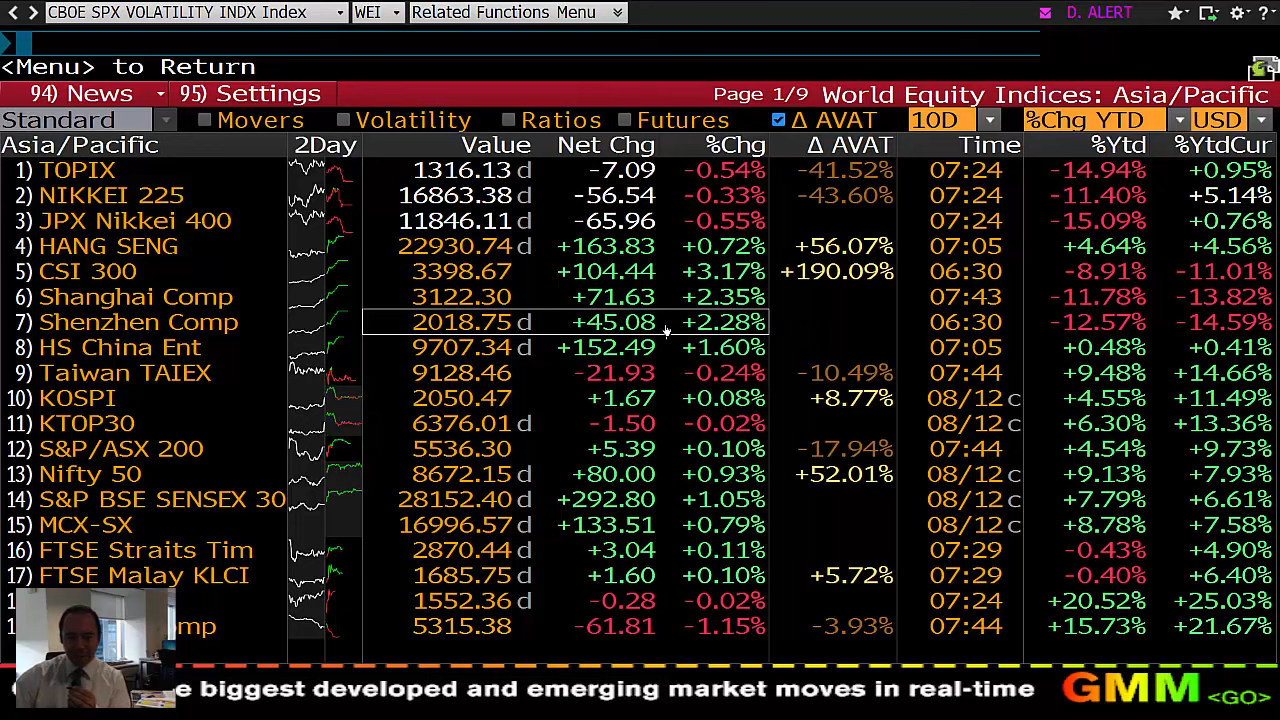 CBOE SPX VOLATILITY INDX Index WEI Related Functions Menu D. ALERT ?
<Menu> to Return
94) News 95) Settings Page 1/9 World Equity Indices: Asia/Pacific
Standard Movers Volatility Ratios Futures Δ AVAT 10D %Chg YTD USD
Asia/Pacific 2Day Value Net Chg %Chg Δ AVAT Time %Ytd %YtdCur
1) TOPIX 1316.13 d -7.09 -0.54% -41.52% 07:24 -14.94% +0.95%
2) NIKKEI 225 16863.38 d -56.54 -0.33% -43.60% 07:24 -11.40% +5.14%
3) JPX Nikkei 400 11846.11 d -65.96 -0.55% 07:24 -15.09% +0.76%
4) HANG SENG 22930.74 d +163.83 +0.72% +56.07% 07:05 +4.64% +4.56%
5) CSI 300 3398.67 +104.44 +3.17% +190.09% 06:30 -8.91% -11.01%
6) Shanghai Comp 3122.30 +71.63 +2.35% 07:43 -11.78% -13.82%
7) Shenzhen Comp 2018.75 d +45.08 +2.28% 06:30 -12.57% -14.59%
8) HS China Ent 9707.34 d +152.49 +1.60% 07:05 +0.48% +0.41%
9) Taiwan TAIEX 9128.46 -21.93 -0.24% -10.49% 07:44 +9.48% +14.66%
10) KOSPI 2050.47 +1.67 +0.08% +8.77% 08/12 c +4.55% +11.49%
11) KTOP30 6376.01 d -1.50 -0.02% 08/12 c +6.30% +13.36%
12) S&P/ASX 200 5536.30 +5.39 +0.10% -17.94% 07:44 +4.54% +9.73%
13) Nifty 50 8672.15 d +80.00 +0.93% +52.01% 08/12 c +9.13% +7.93%
14) S&P BSE SENSEX 30 28152.40 d +292.80 +1.05% 08/12 c +7.79% +6.61%
15) MCX-SX 16996.57 d +133.51 +0.79% 08/12 c +8.78% +7.58%
16) FTSE Straits Tim 2870.44 d +3.04 +0.11% 07:29 -0.43% +4.90%
17) FTSE Malay KLCI 1685.75 d +1.60 +0.10% +5.72% 07:29 -0.40% +6.40%
1552.36 d -0.28 -0.02% 07:24 +20.52% +25.03%
mp 5315.38 -61.81 -1.15% -3.93% 07:44 +15.73% +21.67%
e biggest developed and emerging market moves in real-time GMM <GO>